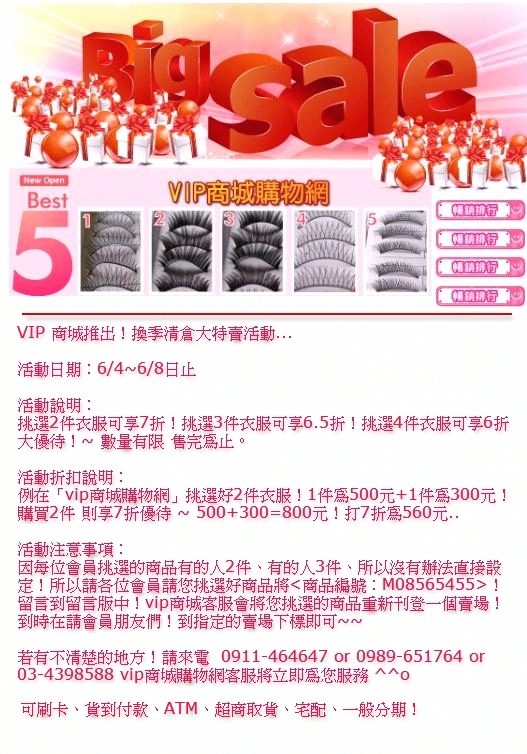 Big Sale
New Open
Best
5
VIP商城購物網
1 2 3 4 5
暢銷排行
暢銷排行
暢銷排行
暢銷排行
VIP 商城推出！換季清倉大特賣活動...
活動日期：6/4~6/8日止
活動說明：
挑選2件衣服可享7折！挑選3件衣服可享6.5折！挑選4件衣服可享6折
大優待！~ 數量有限 售完為止。
活動折扣說明：
例在「vip商城購物網」挑選好2件衣服！1件為500元+1件為300元！
購買2件 則享7折優待 ~ 500+300=800元！打7折為560元..
活動注意事項：
因每位會員挑選的商品有的人2件、有的人3件、所以沒有辦法直接設
定！所以請各位會員請您挑選好商品將<商品編號：M08565455>！
留言到留言版中！vip商城客服會將您挑選的商品重新刊登一個賣場！
到時在請會員朋友們！到指定的賣場下標即可~~
若有不清楚的地方！請來電 0911-464647 or 0989-651764 or
03-4398588 vip商城購物網客服將立即為您服務 ^^o
可刷卡、貨到付款、ATM、超商取貨、宅配、一般分期！